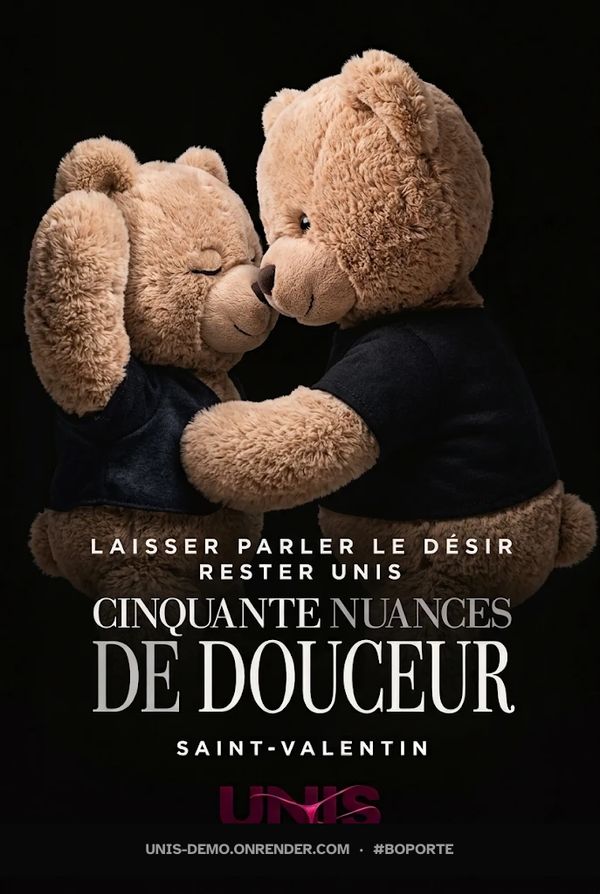 LAISSER PARLER LE DÉSIR
RESTER UNIS
CINQUANTE NUANCES
DE DOUCEUR
SAINT-VALENTIN
UNIS
UNIS-DEMO.ONRENDER.COM · #BOPORTE